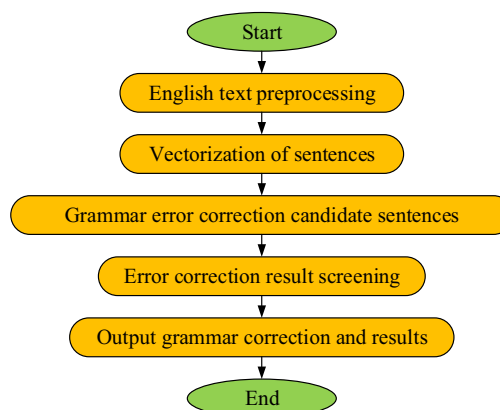 Start
English text preprocessing
Vectorization of sentences
Grammar error correction candidate sentences
Error correction result screening
Output grammar correction and results
End